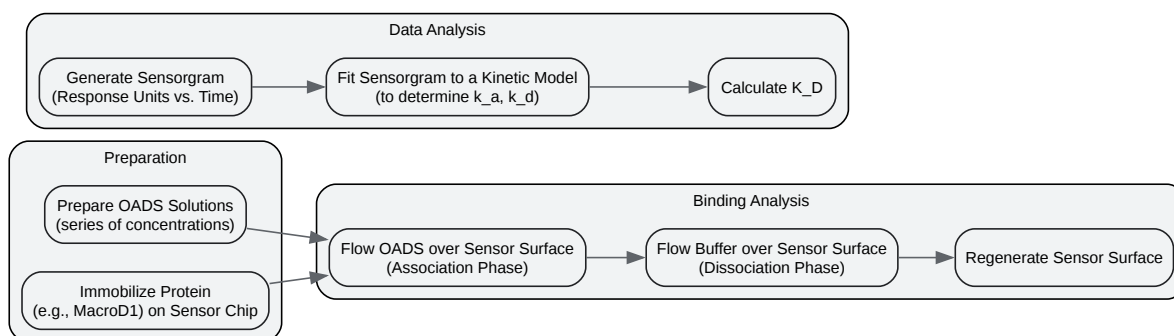 Data Analysis
Generate Sensorgram
(Response Units vs. Time)
Fit Sensorgram to a Kinetic Model
(to determine k_a, k_d)
Calculate K_D
Preparation
Prepare OADS Solutions
(series of concentrations)
Immobilize Protein
(e.g., MacroD1) on Sensor Chip
Binding Analysis
Flow OADS over Sensor Surface
(Association Phase)
Flow Buffer over Sensor Surface
(Dissociation Phase)
Regenerate Sensor Surface